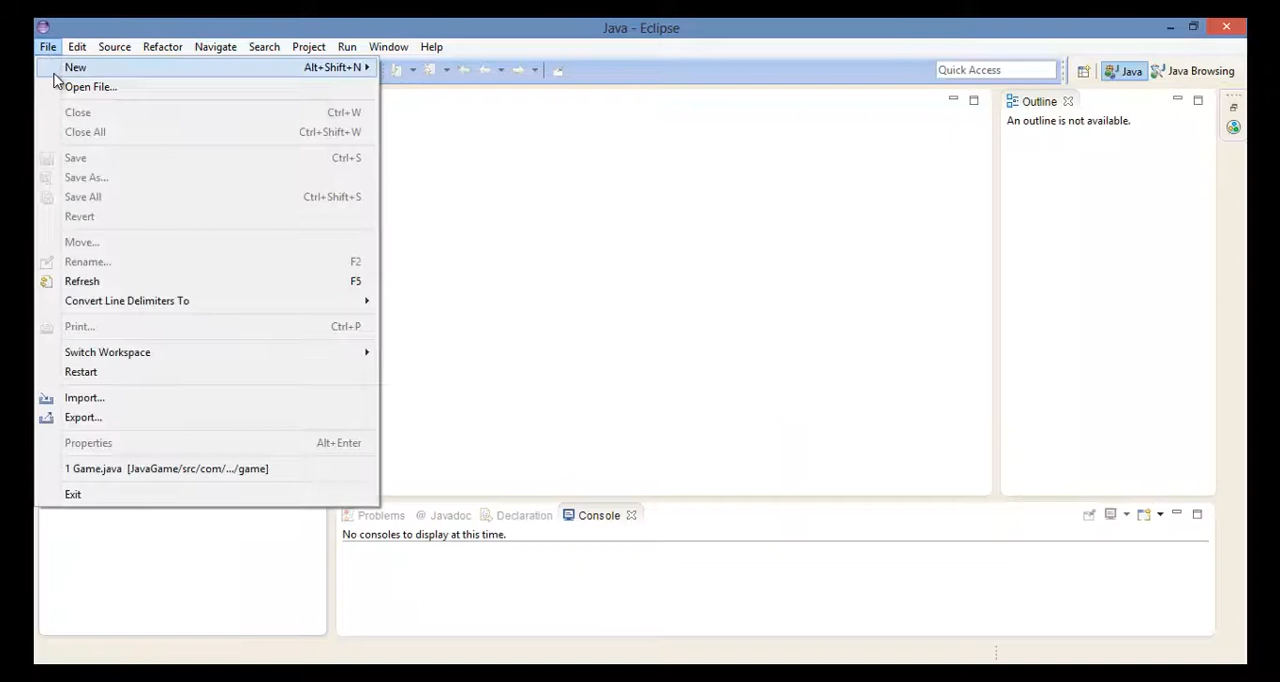 Java - Eclipse
File Edit Source Refactor Navigate Search Project Run Window Help
New Alt+Shift+N
Quick Access
Java
Java Browsing
Open File...
Close Ctrl+W
Close All Ctrl+Shift+W
Save Ctrl+S
Save As...
Save All Ctrl+Shift+S
Revert
Move...
Rename... F2
Refresh F5
Convert Line Delimiters To
Print... Ctrl+P
Switch Workspace
Restart
Import...
Export...
Properties Alt+Enter
1 Game.java [JavaGame/src/com/.../game]
Exit
Outline
An outline is not available.
Problems @ Javadoc Declaration Console
No consoles to display at this time.